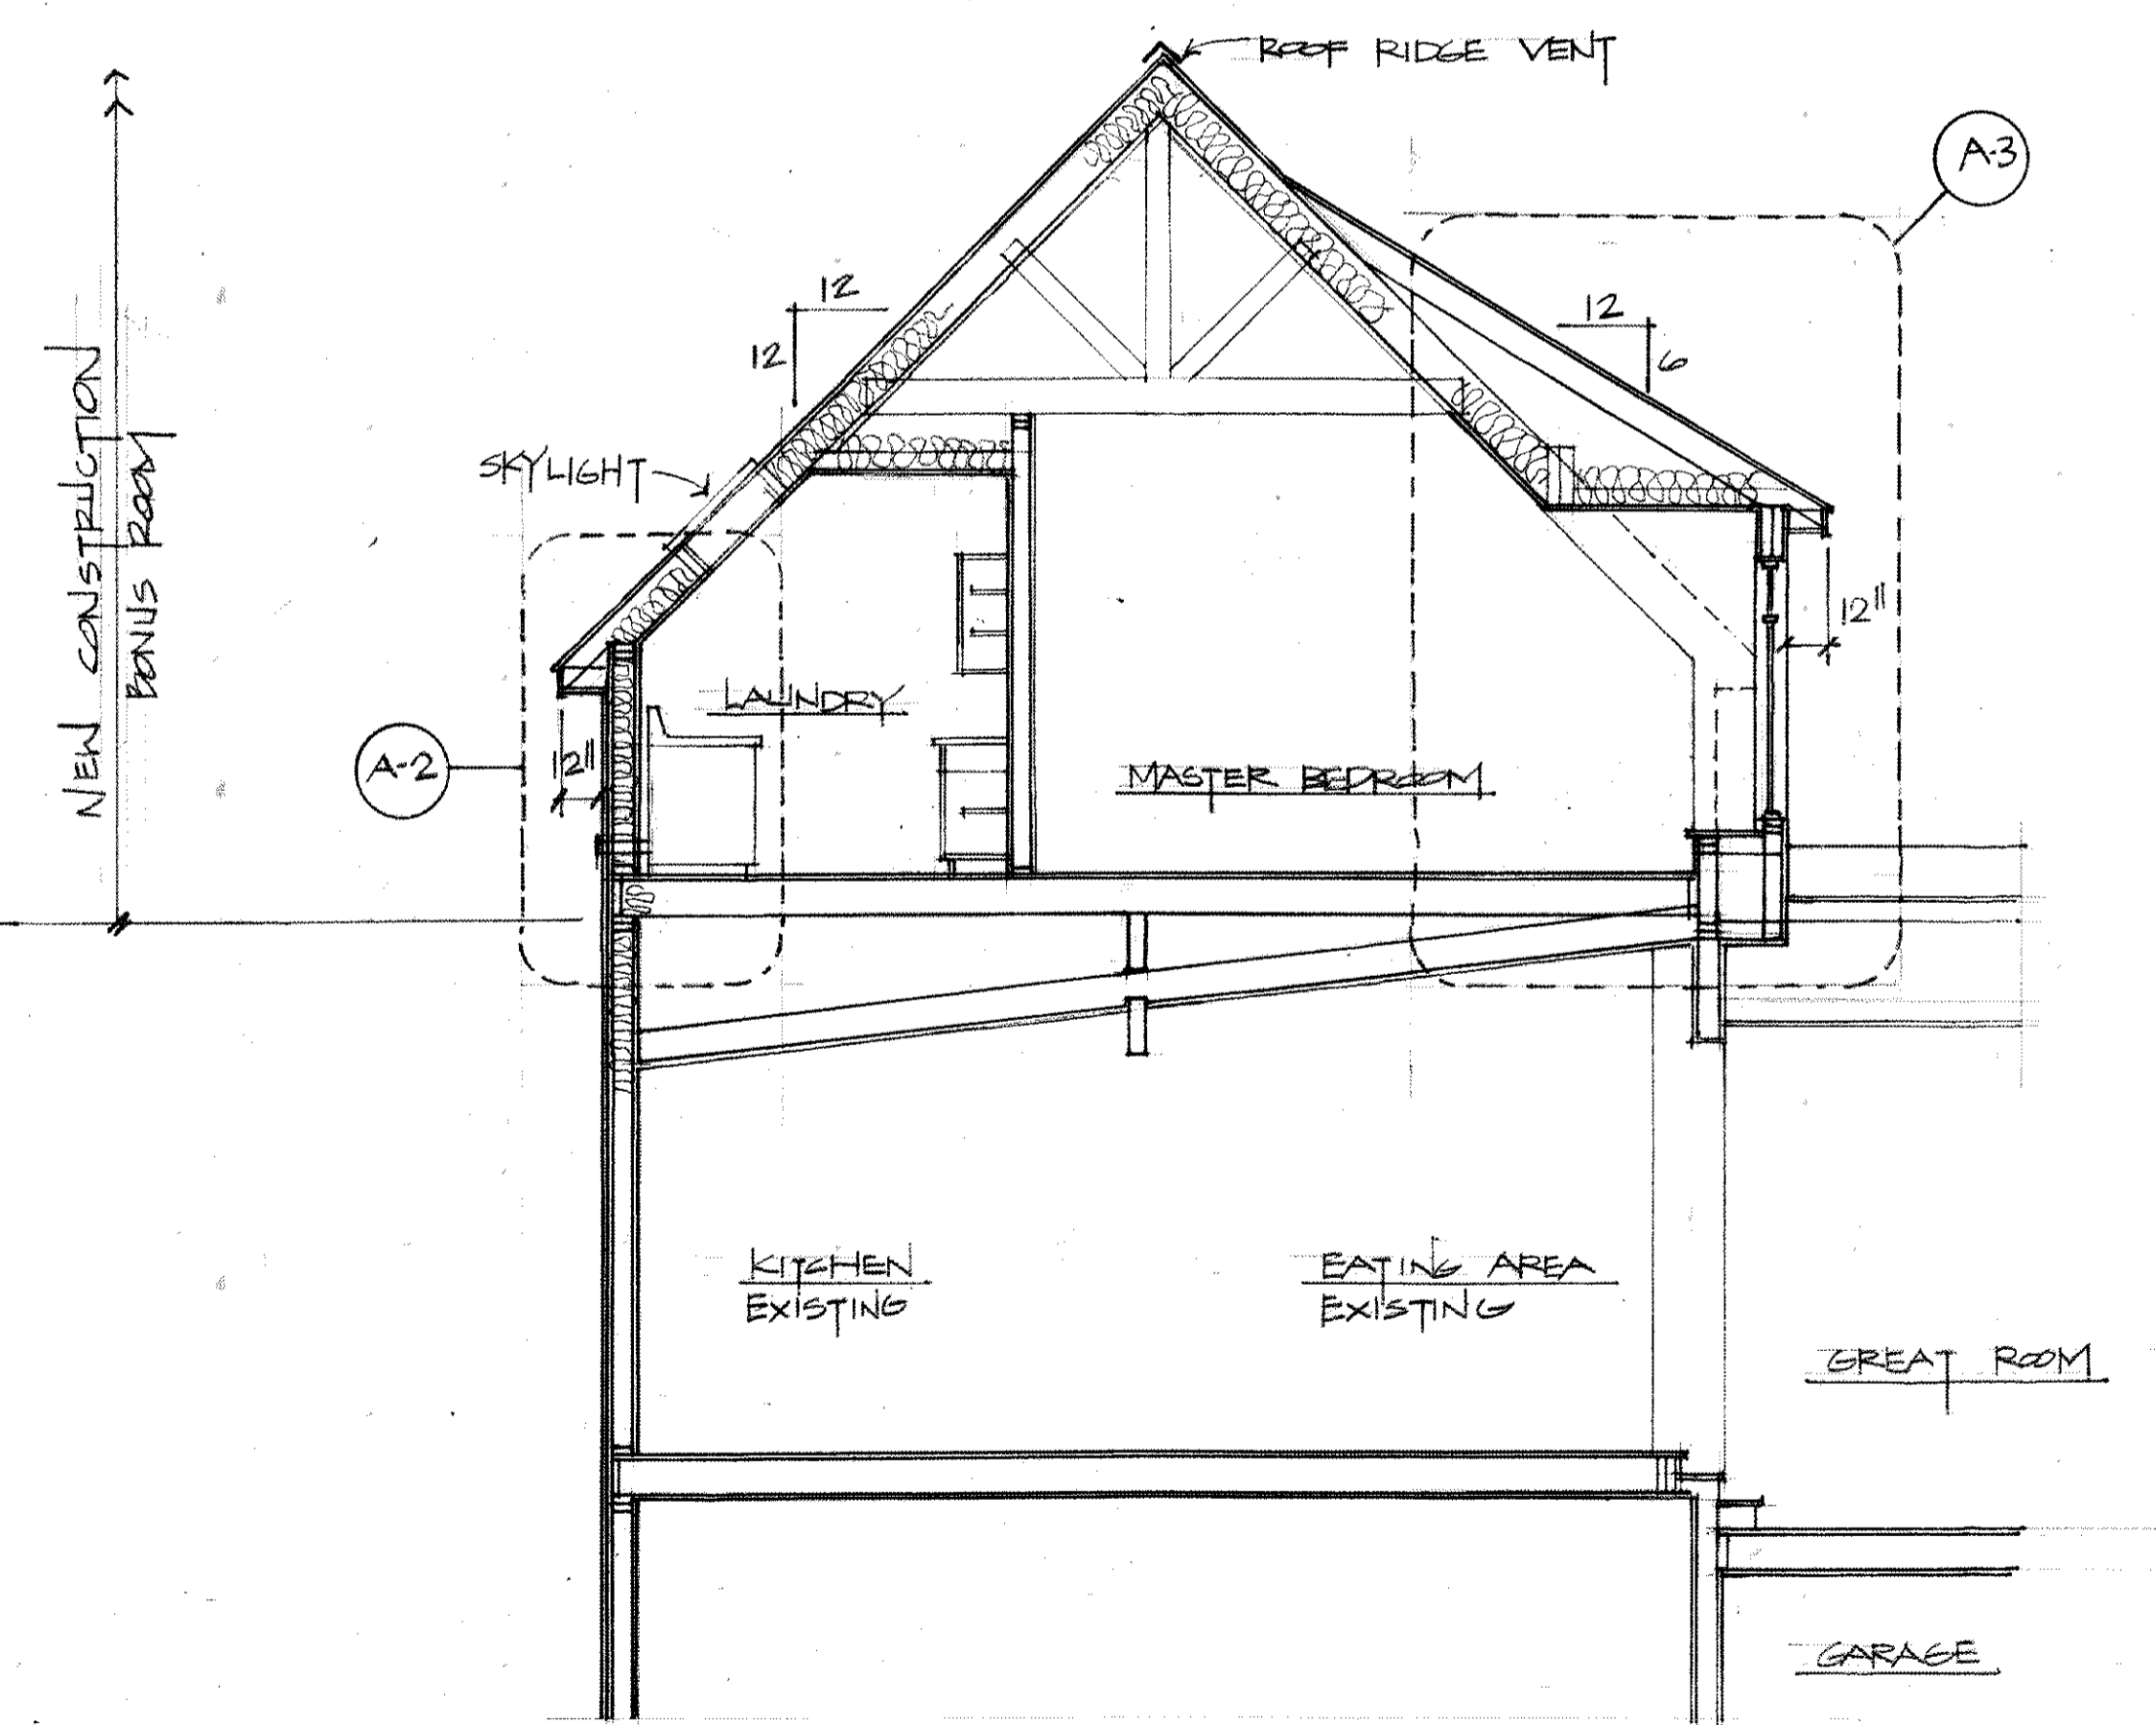 ROOF RIDGE VENT
A-3
12
12
12
6
SKYLIGHT
NEW CONSTRUCTION
BONUS ROOM
12"
LAUNDRY
A-2
12"
MASTER BEDROOM
KITCHEN
EXISTING
EATING AREA
EXISTING
GREAT ROOM
GARAGE